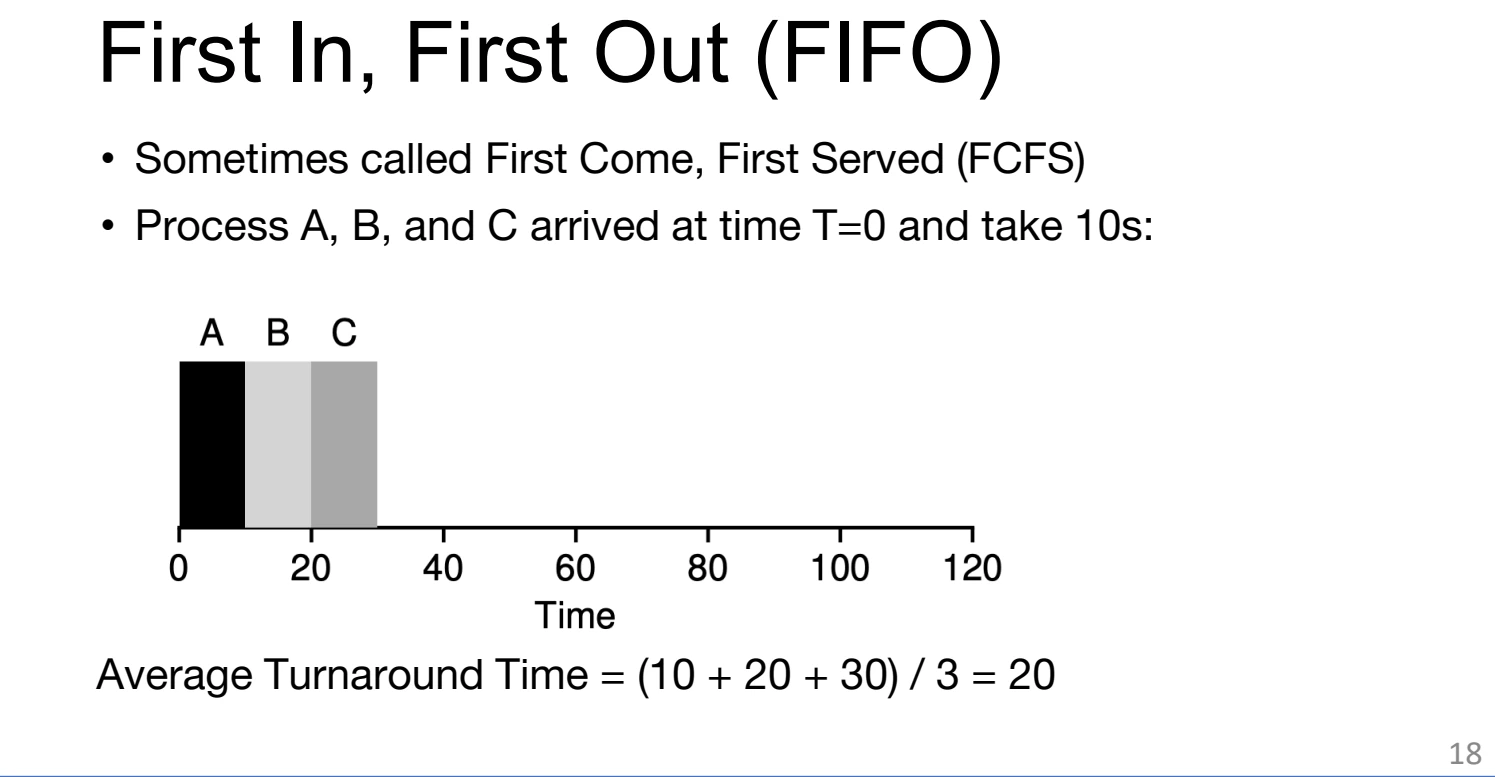 First In, First Out (FIFO)
• Sometimes called First Come, First Served (FCFS)
• Process A, B, and C arrived at time T=0 and take 10s:
A B C
0 20 40 60 80 100 120
Time
Average Turnaround Time = (10 + 20 + 30) / 3 = 20
18